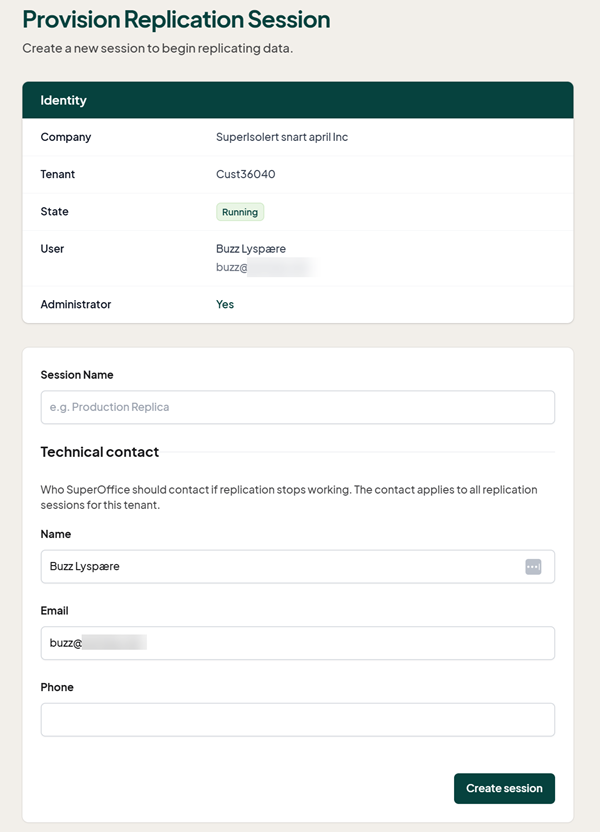 Provision Replication Session
Create a new session to begin replicating data.
Identity
Company SuperIsolert snart april Inc
Tenant Cust36040
State Running
User Buzz Lyspære
buzz@
Administrator Yes
Session Name
e.g. Production Replica
Technical contact
Who SuperOffice should contact if replication stops working. The contact applies to all replication
sessions for this tenant.
Name
Buzz Lyspære
Email
buzz@
Phone
Create session